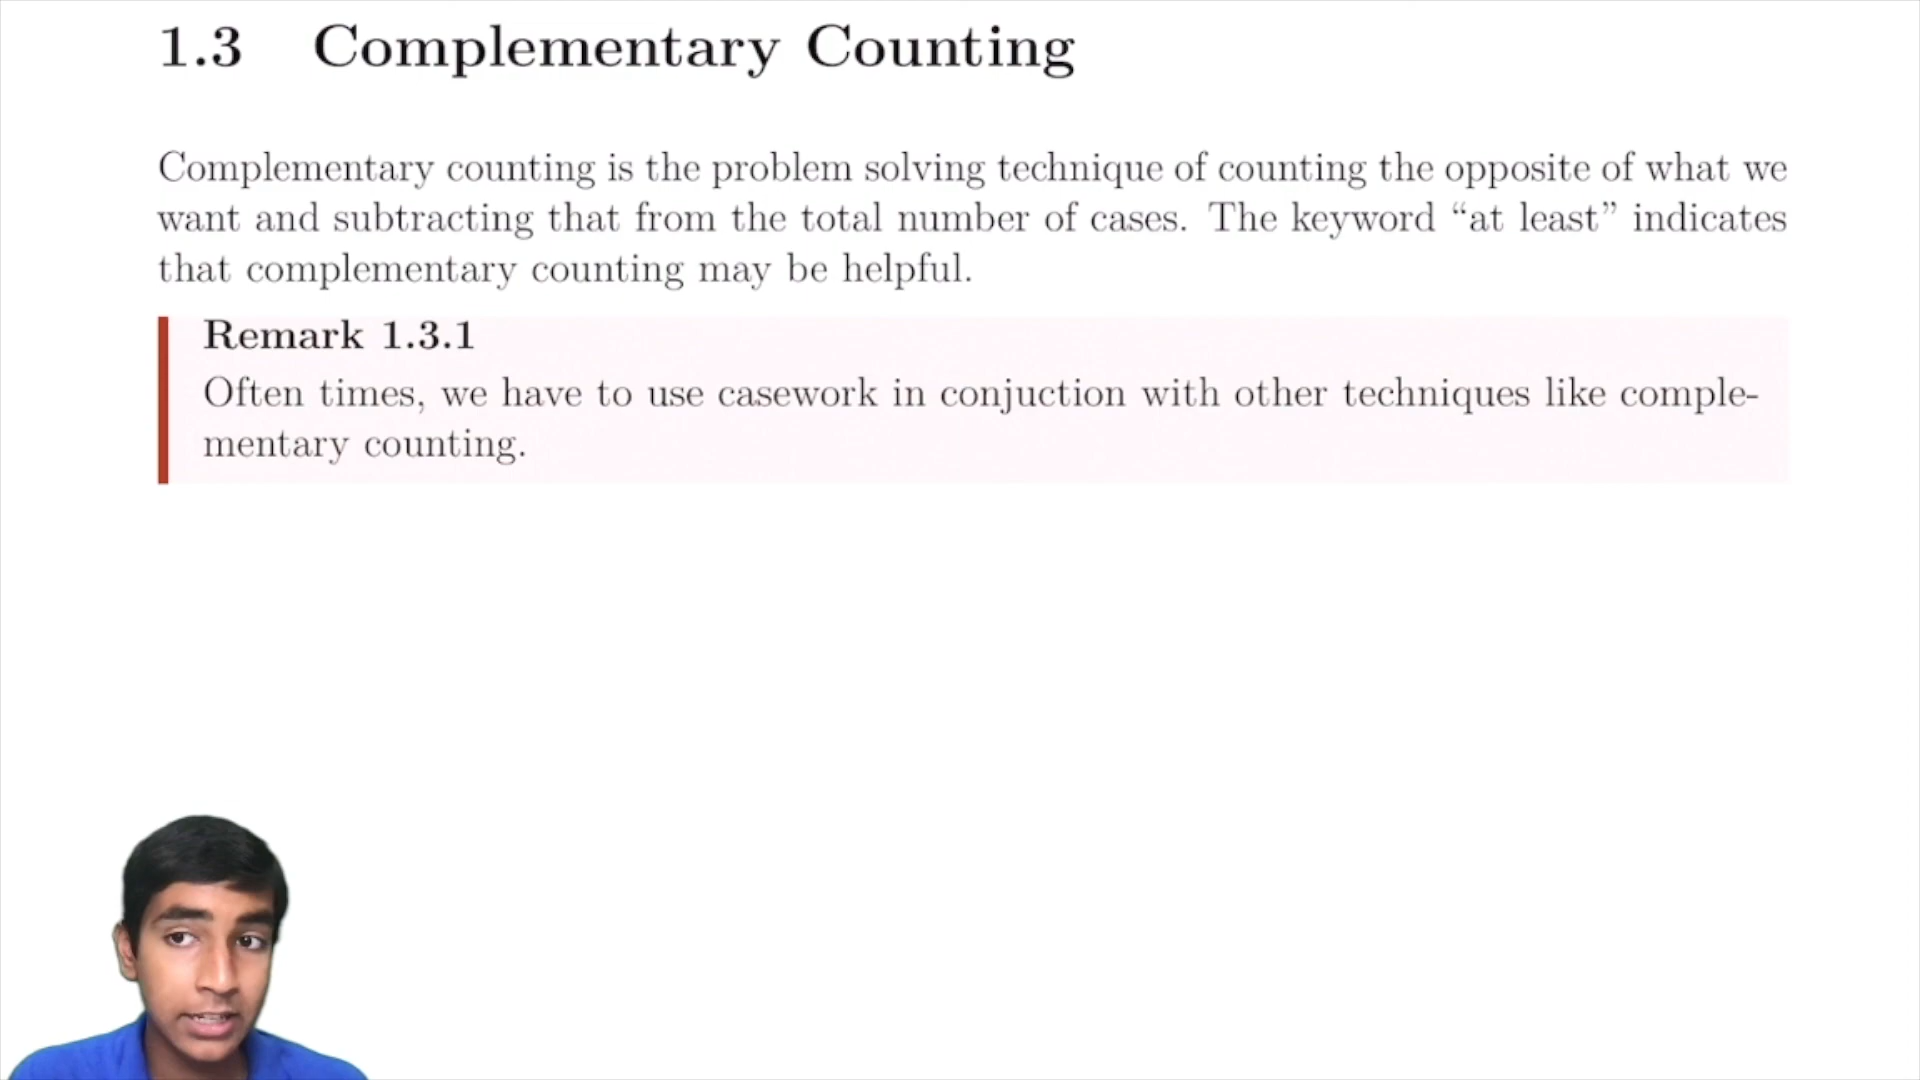 1.3 Complementary Counting
Complementary counting is the problem solving technique of counting the opposite of what we
want and subtracting that from the total number of cases. The keyword “at least” indicates
that complementary counting may be helpful.
Remark 1.3.1
Often times, we have to use casework in conjuction with other techniques like comple-
mentary counting.